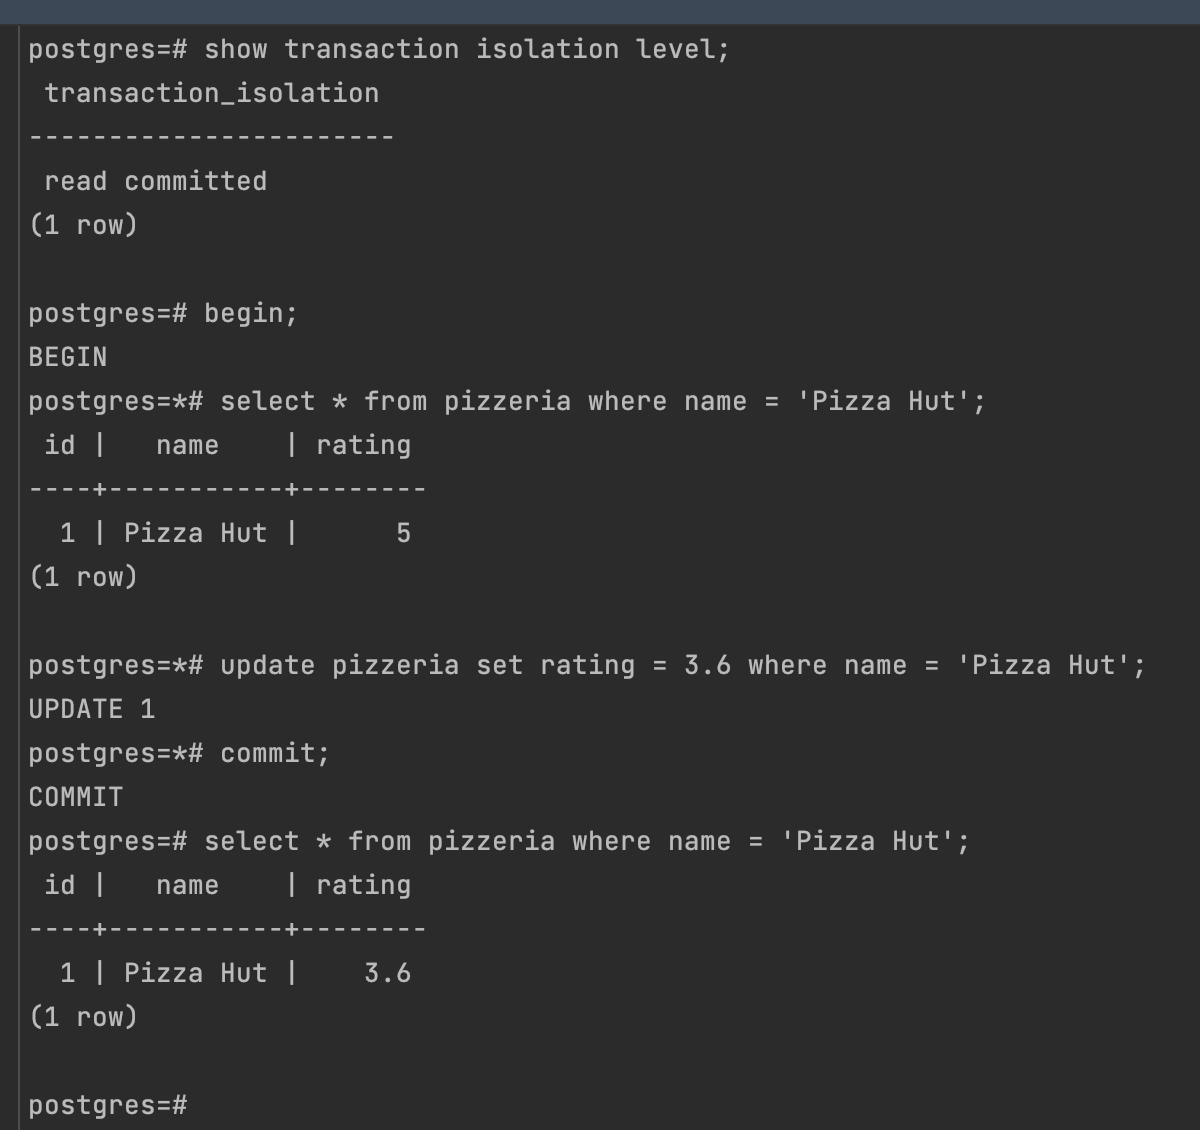 postgres=# show transaction isolation level;
 transaction_isolation
-----------------------
 read committed
(1 row)

postgres=# begin;
BEGIN
postgres=*# select * from pizzeria where name = 'Pizza Hut';
 id |   name    | rating
----+-----------+--------
  1 | Pizza Hut |      5
(1 row)

postgres=*# update pizzeria set rating = 3.6 where name = 'Pizza Hut';
UPDATE 1
postgres=*# commit;
COMMIT
postgres=# select * from pizzeria where name = 'Pizza Hut';
 id |   name    | rating
----+-----------+--------
  1 | Pizza Hut |    3.6
(1 row)

postgres=#